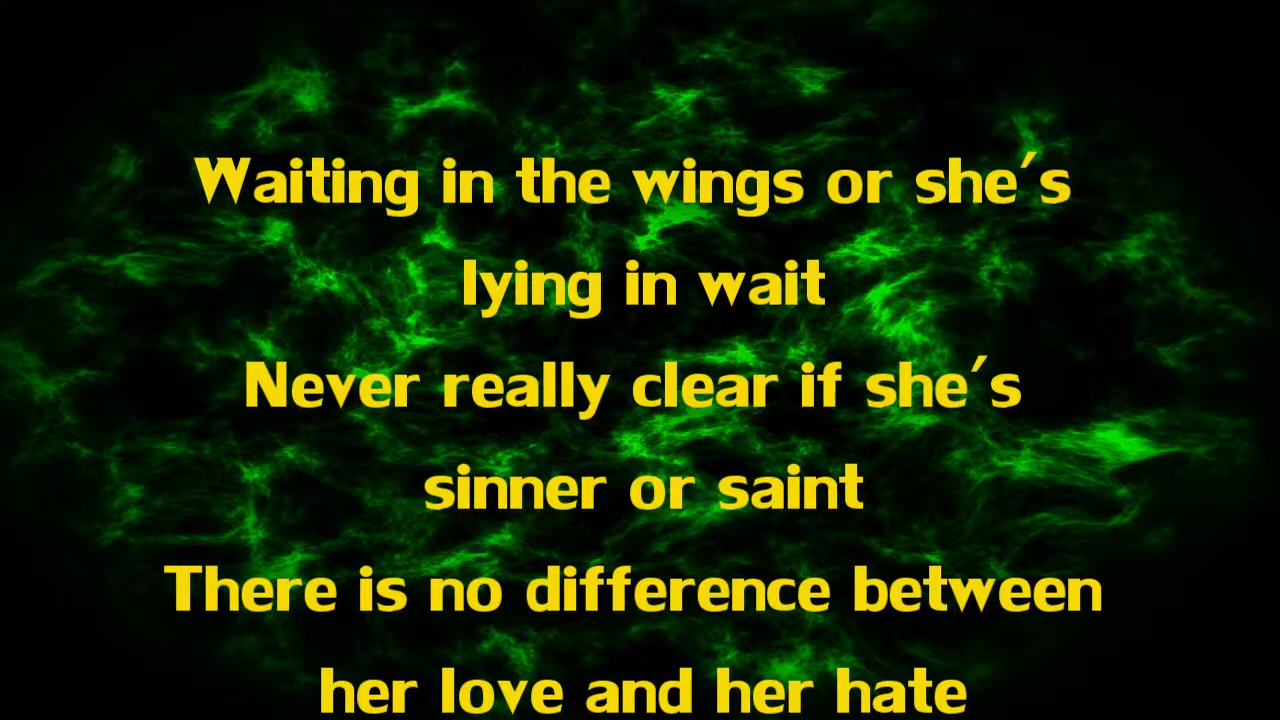 Waiting in the wings or she's
lying in wait
Never really clear if she's
sinner or saint
There is no difference between
her love and her hate